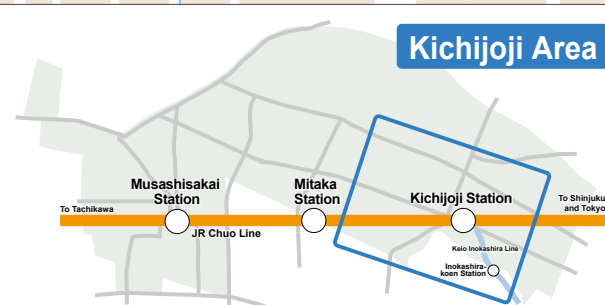 Kichijoji Area
Musashisakai
Station
Mitaka
Station
Kichijoji Station
To Shinjuku
and Tokyo
To Tachikawa
JR Chuo Line
Keio Inokashira Line
Inokashira-
koen Station